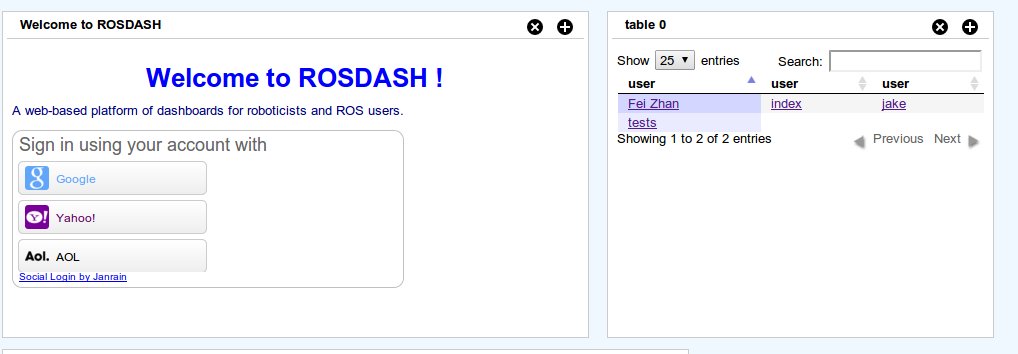 Welcome to ROSDASH
Welcome to ROSDASH !
A web-based platform of dashboards for roboticists and ROS users.
Sign in using your account with
g Google
Y! Yahoo!
Aol. AOL
Social Login by Janrain
table 0
Show 25 entries Search:
user user user
Fei Zhan index jake
tests
Showing 1 to 2 of 2 entries Previous Next